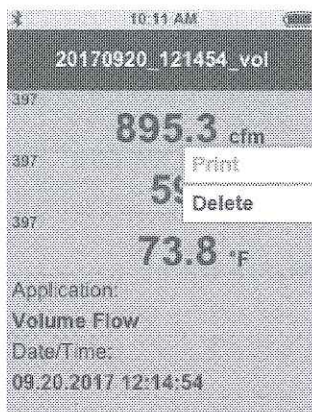 10:11 AM
20170920_121454_vol
397
895.3 cfm
397
Print
59
Delete
397
73.8 °F
Application:
Volume Flow
Date/Time:
09.20.2017 12:14:54